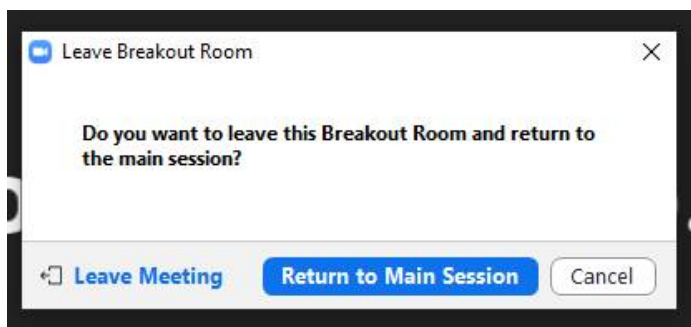 Leave Breakout Room
Do you want to leave this Breakout Room and return to
the main session?
Leave Meeting
Return to Main Session
Cancel